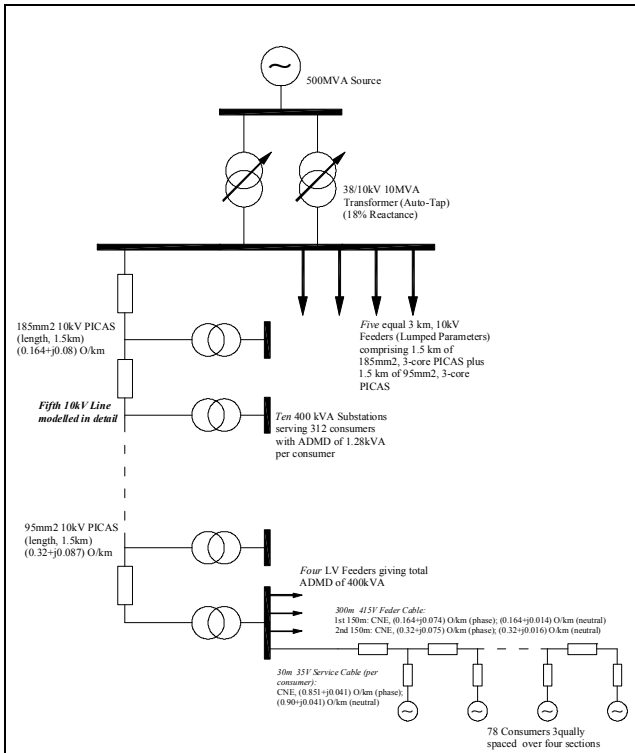 500MVA Source
38/10kV 10MVA
Transformer (Auto-Tap)
(18% Reactance)
185mm2 10kV PICAS
(length, 1.5km)
(0.164+j0.08) O/km
Five equal 3 km, 10kV
Feeders (Lumped Parameters)
comprising 1.5 km of
185mm2, 3-core PICAS plus
1.5 km of 95mm2, 3-core
PICAS
Fifth 10kV Line
modelled in detail
Ten 400 kVA Substations
serving 312 consumers
with ADMD of 1.28kVA
per consumer
95mm2 10kV PICAS
(length, 1.5km)
(0.32+j0.087) O/km
Four LV Feeders giving total
ADMD of 400kVA
300m 415V Feder Cable:
1st 150m: CNE, (0.164+j0.074) O/km (phase); (0.164+j0.014) O/km (neutral)
2nd 150m: CNE, (0.32+j0.075) O/km (phase); (0.32+j0.016) O/km (neutral)
30m 35V Service Cable (per
consumer):
CNE, (0.851+j0.041) O/km (phase);
(0.90+j0.041) O/km (neutral)
78 Consumers 3qually
spaced over four sections